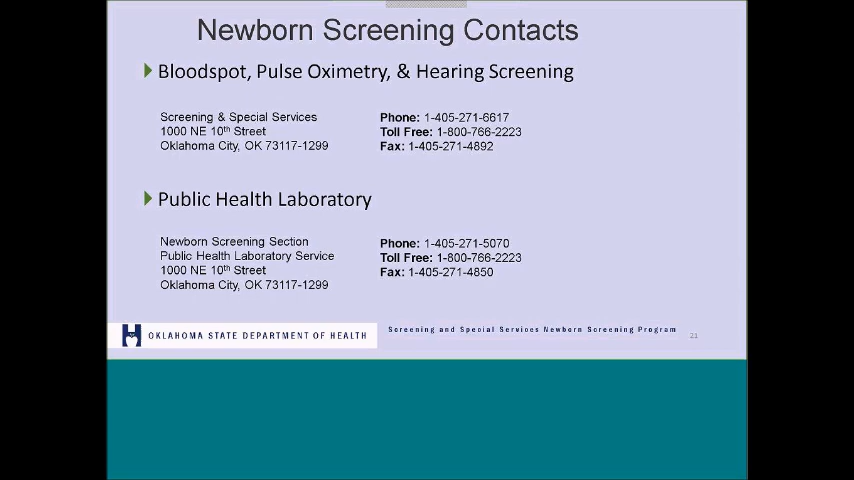 Newborn Screening Contacts
Bloodspot, Pulse Oximetry, & Hearing Screening
Screening & Special Services
1000 NE 10th Street
Oklahoma City, OK 73117-1299
Phone: 1-405-271-6617
Toll Free: 1-800-766-2223
Fax: 1-405-271-4892
Public Health Laboratory
Newborn Screening Section
Public Health Laboratory Service
1000 NE 10th Street
Oklahoma City, OK 73117-1299
Phone: 1-405-271-5070
Toll Free: 1-800-766-2223
Fax: 1-405-271-4850
OKLAHOMA STATE DEPARTMENT OF HEALTH
Screening and Special Services Newborn Screening Program
21